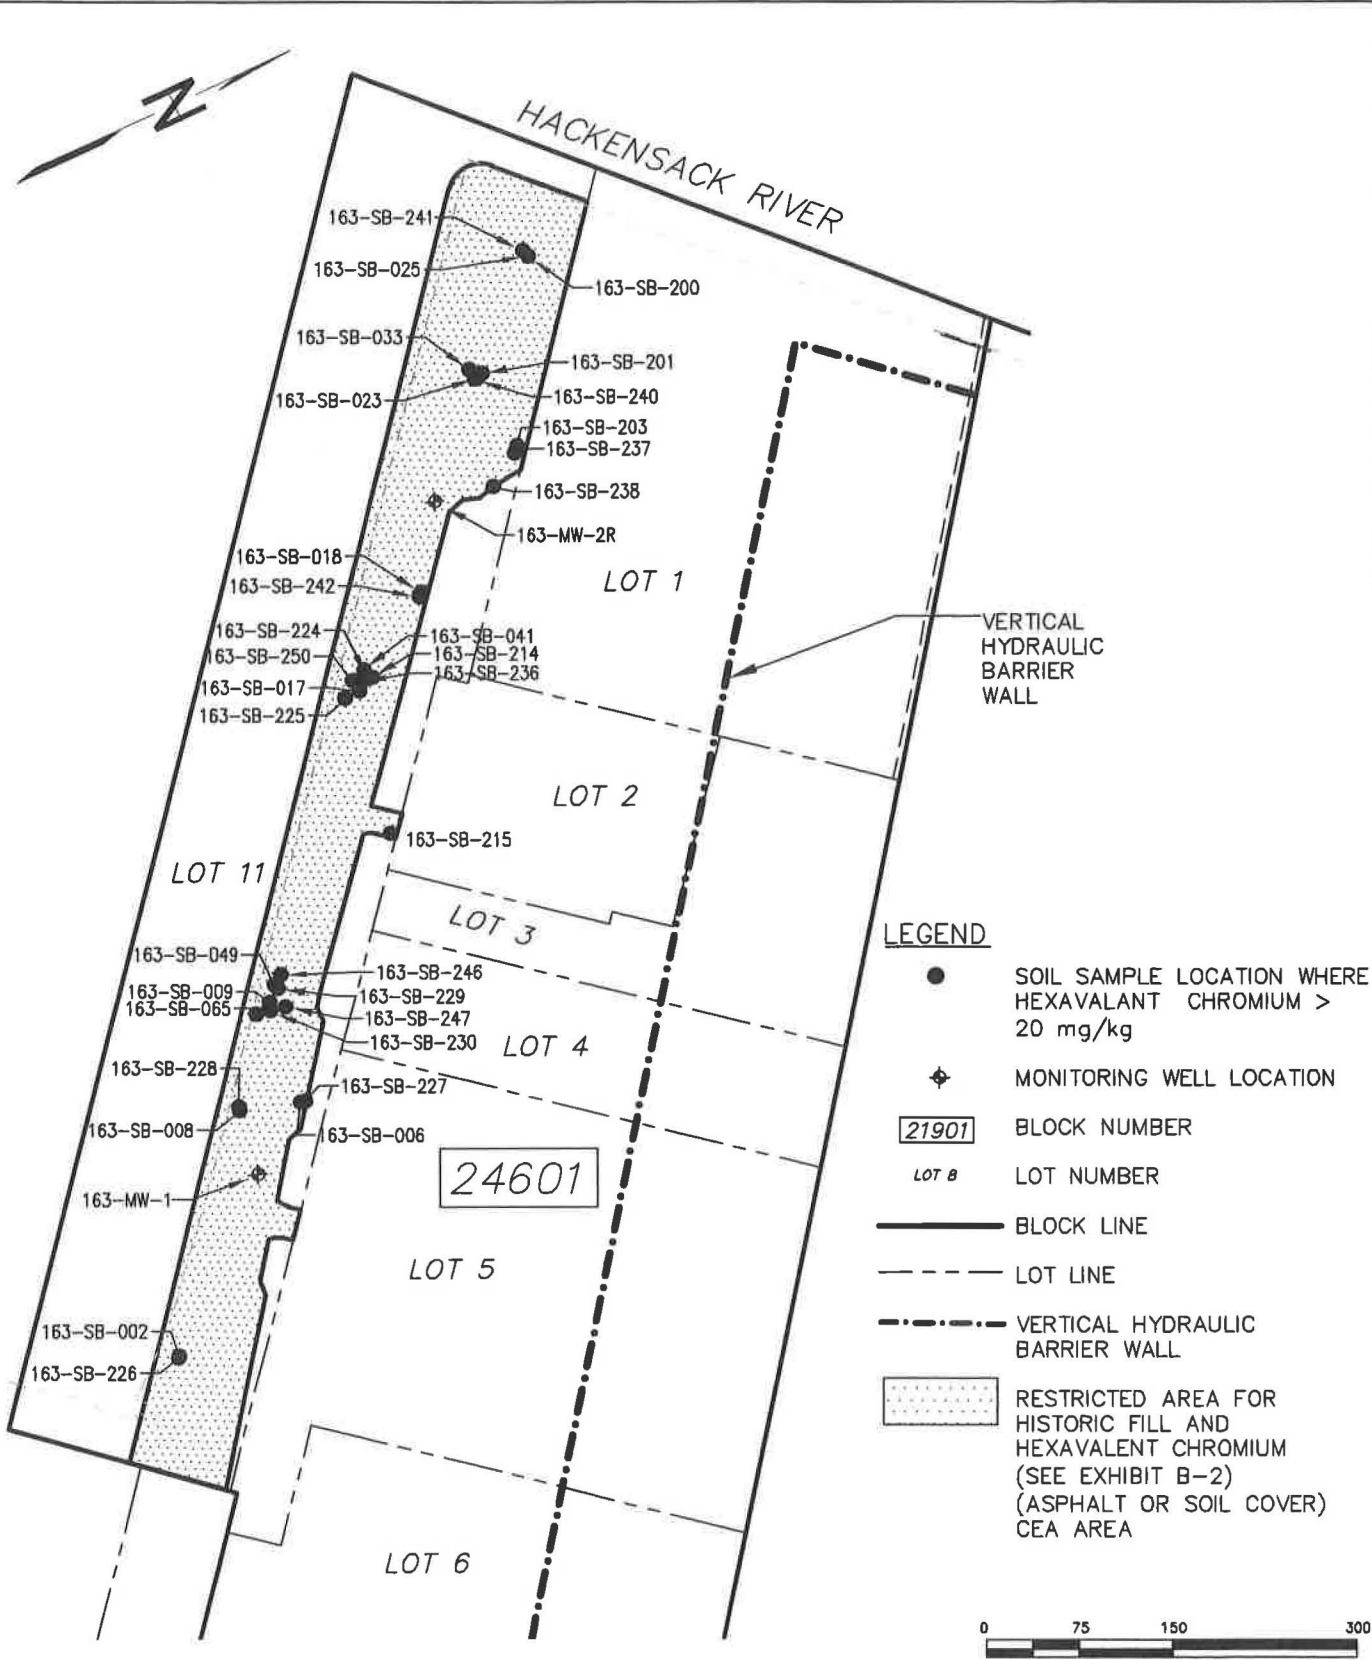 N
HACKENSACK RIVER
163-SB-241
163-SB-025
163-SB-200
163-SB-033
163-SB-201
163-SB-023
163-SB-240
163-SB-203
163-SB-237
163-SB-238
163-MW-2R
163-SB-018
163-SB-242
LOT 1
163-SB-224
163-SB-041
163-SB-250
163-SB-214
163-SB-236
163-SB-017
163-SB-225
VERTICAL
HYDRAULIC
BARRIER
WALL
LOT 2
163-SB-215
LOT 11
LOT 3
163-SB-049
163-SB-246
163-SB-009
163-SB-229
163-SB-065
163-SB-247
163-SB-230
LOT 4
163-SB-228
163-SB-227
163-SB-008
163-SB-006
24601
163-MW-1
LOT 5
163-SB-002
163-SB-226
LOT 6
LEGEND
SOIL SAMPLE LOCATION WHERE
HEXAVALANT CHROMIUM >
20 mg/kg
MONITORING WELL LOCATION
21901 BLOCK NUMBER
LOT 8 LOT NUMBER
BLOCK LINE
LOT LINE
VERTICAL HYDRAULIC
BARRIER WALL
RESTRICTED AREA FOR
HISTORIC FILL AND
HEXAVALENT CHROMIUM
(SEE EXHIBIT B-2)
(ASPHALT OR SOIL COVER)
CEA AREA
0 75 150 300